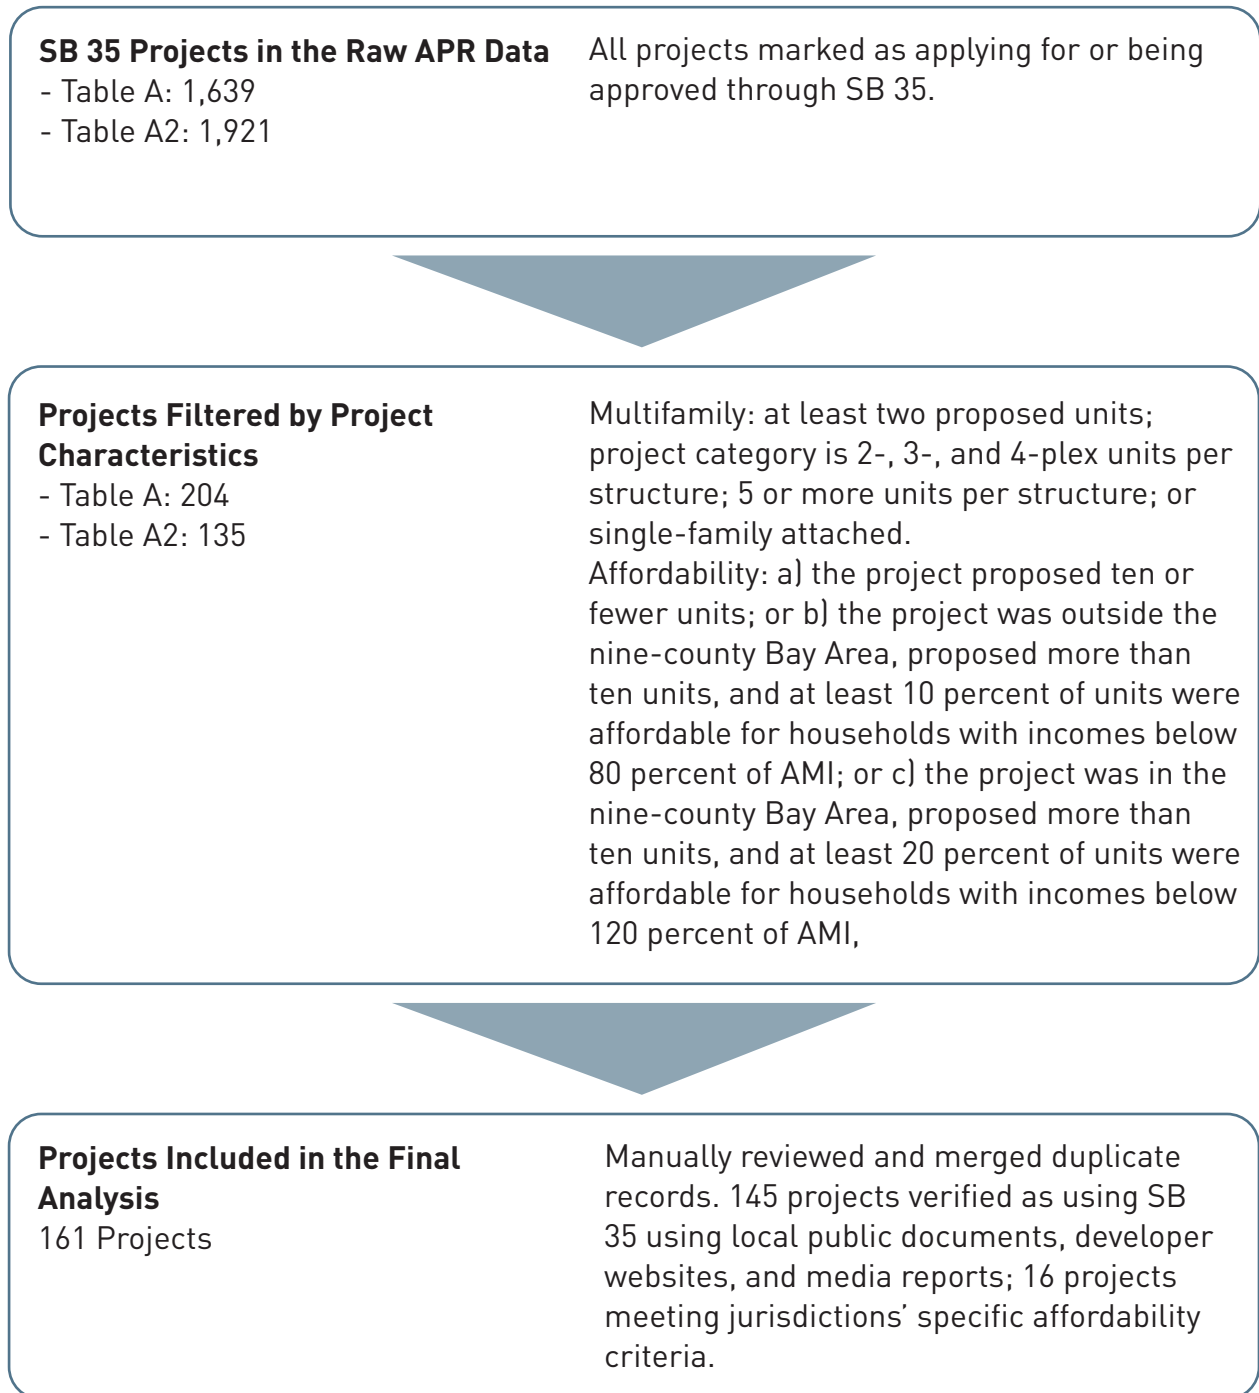 SB 35 Projects in the Raw APR Data
- Table A: 1,639
- Table A2: 1,921
All projects marked as applying for or being
approved through SB 35.
Projects Filtered by Project
Characteristics
- Table A: 204
- Table A2: 135
Multifamily: at least two proposed units;
project category is 2-, 3-, and 4-plex units per
structure; 5 or more units per structure; or
single-family attached.
Affordability: a) the project proposed ten or
fewer units; or b) the project was outside the
nine-county Bay Area, proposed more than
ten units, and at least 10 percent of units were
affordable for households with incomes below
80 percent of AMI; or c) the project was in the
nine-county Bay Area, proposed more than
ten units, and at least 20 percent of units were
affordable for households with incomes below
120 percent of AMI,
Projects Included in the Final
Analysis
161 Projects
Manually reviewed and merged duplicate
records. 145 projects verified as using SB
35 using local public documents, developer
websites, and media reports; 16 projects
meeting jurisdictions’ specific affordability
criteria.